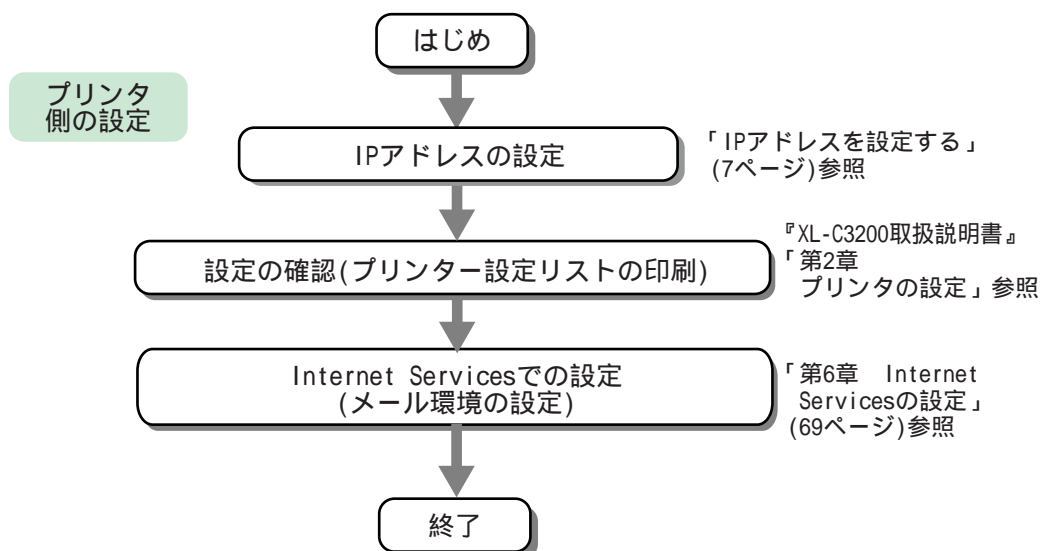 はじめ
プリンタ
側の設定
IPアドレスの設定
「IPアドレスを設定する」
(7ページ)参照
設定の確認(プリンター設定リストの印刷)
『XL-C3200取扱説明書』
「第2章
プリンタの設定」参照
Internet Servicesでの設定
(メール環境の設定)
「第6章 Internet
Servicesの設定」
(69ページ)参照
終了